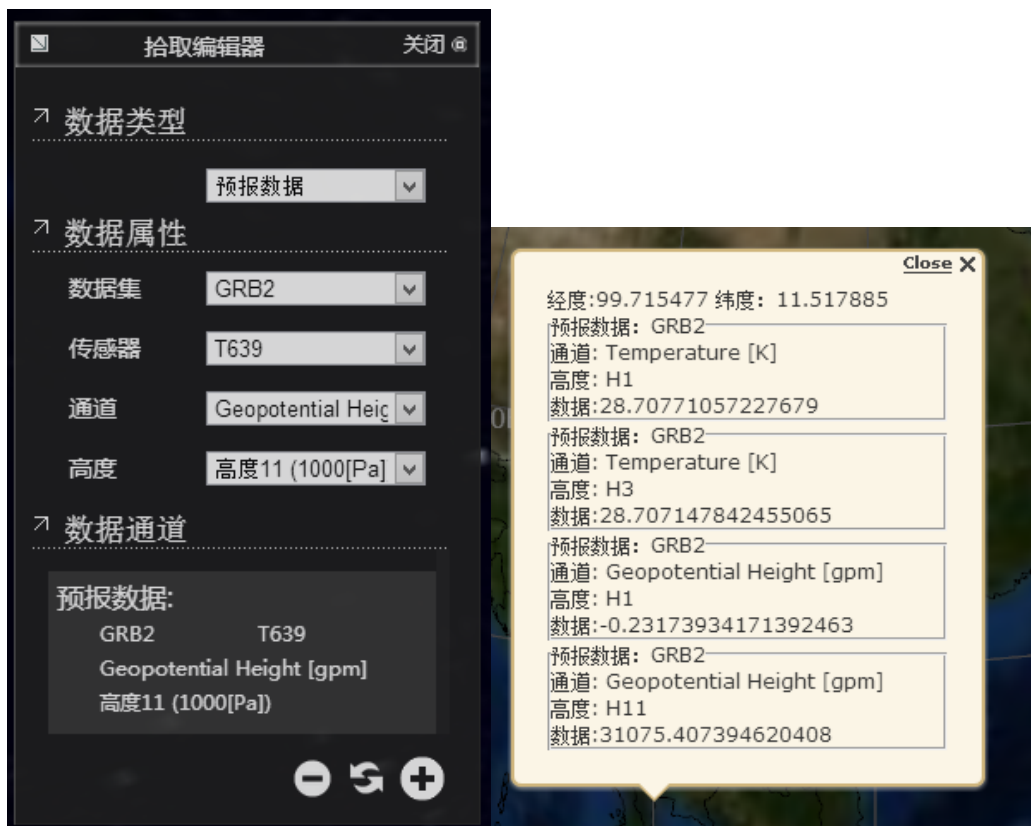 拾取编辑器
关闭
数据类型
预报数据
数据属性
数据集 GRB2
传感器 T639
通道 Geopotential Heig
高度 高度11 (1000[Pa]
数据通道
预报数据:
GRB2 T639
Geopotential Height [gpm]
高度11 (1000[Pa])
Close
经度:99.715477 纬度: 11.517885
预报数据: GRB2
通道: Temperature [K]
高度: H1
数据:28.70771057227679
预报数据: GRB2
通道: Temperature [K]
高度: H3
数据:28.707147842455065
预报数据: GRB2
通道: Geopotential Height [gpm]
高度: H1
数据:-0.23173934171392463
预报数据: GRB2
通道: Geopotential Height [gpm]
高度: H11
数据:31075.407394620408